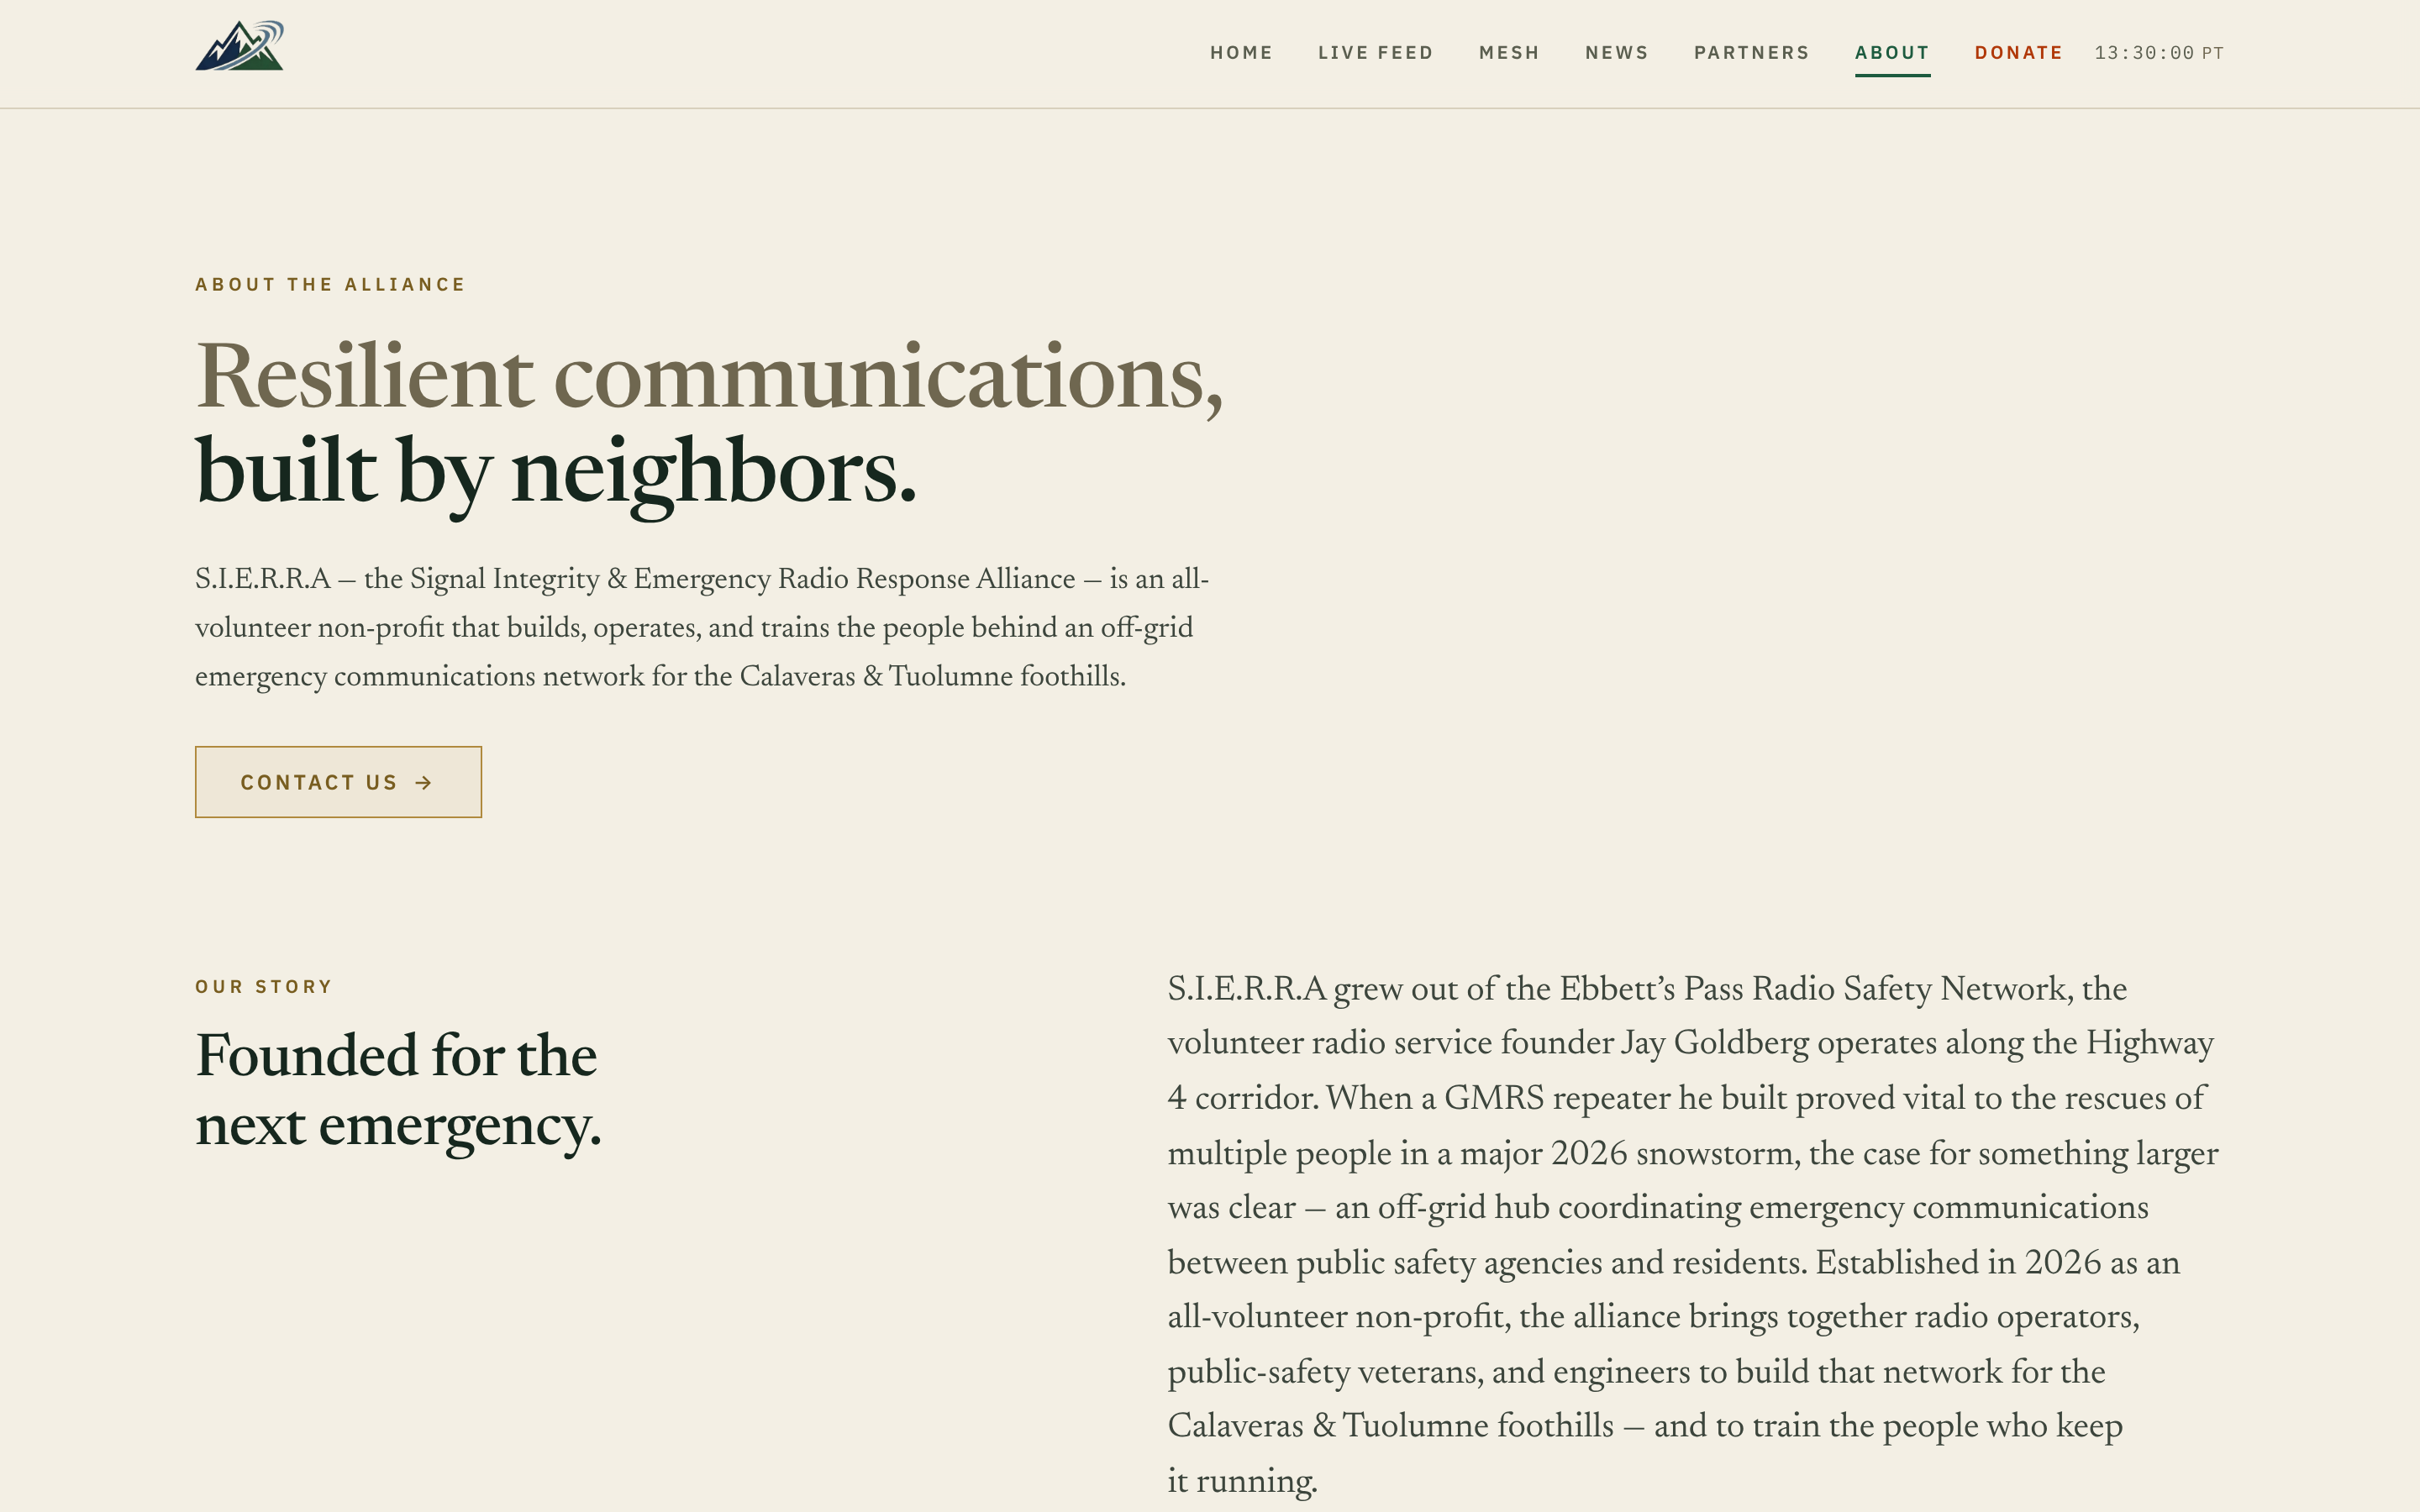 HOME LIVE FEED MESH NEWS PARTNERS ABOUT DONATE 13:30:00 PT
ABOUT THE ALLIANCE
Resilient communications,
built by neighbors.
S.I.E.R.R.A — the Signal Integrity & Emergency Radio Response Alliance — is an all-
volunteer non-profit that builds, operates, and trains the people behind an off-grid
emergency communications network for the Calaveras & Tuolumne foothills.
CONTACT US →
OUR STORY
Founded for the
next emergency.
S.I.E.R.R.A grew out of the Ebbett’s Pass Radio Safety Network, the
volunteer radio service founder Jay Goldberg operates along the Highway
4 corridor. When a GMRS repeater he built proved vital to the rescues of
multiple people in a major 2026 snowstorm, the case for something larger
was clear — an off-grid hub coordinating emergency communications
between public safety agencies and residents. Established in 2026 as an
all-volunteer non-profit, the alliance brings together radio operators,
public-safety veterans, and engineers to build that network for the
Calaveras & Tuolumne foothills — and to train the people who keep
it running.